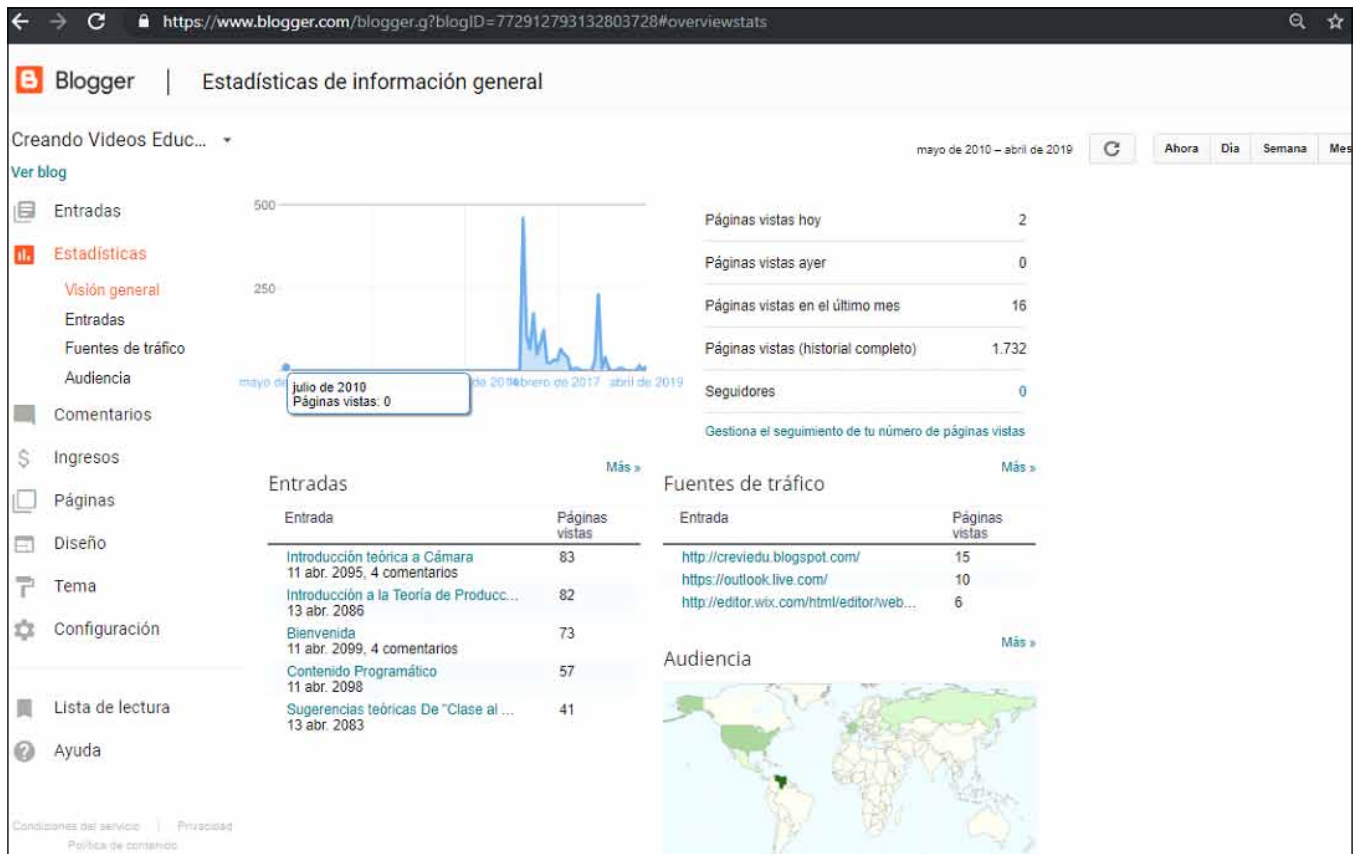 https://www.blogger.com/blogger.g?blogID=772912793132803728#overviewstats
Blogger | Estadísticas de información general
Creando Videos Educ...
Ver blog
mayo de 2010 – abril de 2019
Ahora Dia Semana Mes
Entradas
Estadísticas
Visión general
Entradas
Fuentes de tráfico
Audiencia
Comentarios
Ingresos
Páginas
Diseño
Tema
Configuración
Lista de lectura
Ayuda
Condiciones del servicio | Privacidad
Política de contenido
500
250
mayo de
julio de 2010
Páginas vistas: 0
febrero de 2017 abril de 2019
Páginas vistas hoy 2
Páginas vistas ayer 0
Páginas vistas en el último mes 16
Páginas vistas (historial completo) 1.732
Seguidores 0
Gestiona el seguimiento de tu número de páginas vistas
Más »
Entradas
Entrada Páginas
vistas
Introducción teórica a Cámara 83
11 abr. 2095, 4 comentarios
Introducción a la Teoría de Producc... 82
13 abr. 2086
Bienvenida 73
11 abr. 2099, 4 comentarios
Contenido Programático 57
11 abr. 2098
Sugerencias teóricas De "Clase al ... 41
13 abr. 2083
Más »
Fuentes de tráfico
Entrada Páginas
vistas
http://creviedu.blogspot.com/ 15
https://outlook.live.com/ 10
http://editor.wix.com/html/editor/web... 6
Más »
Audiencia